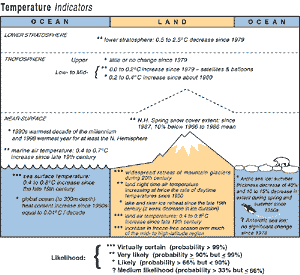 Temperature Indicators
OCEAN
LAND
OCEAN
LOWER STRATOSPHERE
** lower stratosphere: 0.5 to 2.5°C decrease since 1979
TROPOSPHERE
Upper
* little or no change since 1979
Low- to Mid-
** 0.0 to 0.2°C increase since 1979 – satellites & balloons
* 0.2 to 0.4°C increase since about 1960
NEAR-SURFACE
** N.H. Spring snow cover extent: since
1987, 10% below 1966 to 1986 mean
* 1990s warmest decade of the millennium
and 1998 warmest year for at least the N. Hemisphere
** marine air temperature: 0.4 to 0.7°C
increase since late 19th century
** sea surface temperature:
0.4 to 0.8°C increase since
the late 19th century
* global ocean (to 300m depth)
heat content increase since 1950s
equal to 0.04°C / decade
*** widespread retreat of mountain glaciers
during 20th century
** land night-time air temperature
increasing at twice the rate of daytime
temperatures since 1950
** lake and river ice retreat since the late 19th
century (2 week decrease in ice duration)
** land air temperatures: 0.4 to 0.8°C
increase since late 19th century
** increase in freeze-free season over much
of the mid- to high-latitude region
Arctic sea ice: summer
thickness decrease of 40%
and 10 to 15% decrease in
extent during spring
and summer since
1950s
? Antarctic sea ice: no
significant change
since 1978
Likelihood:
*** Virtually certain (probability > 99%)
** Very likely (probability > 90% but < 99%)
* Likely (probability > 66% but < 90%)
? Medium likelihood (probability > 33% but < 66%)